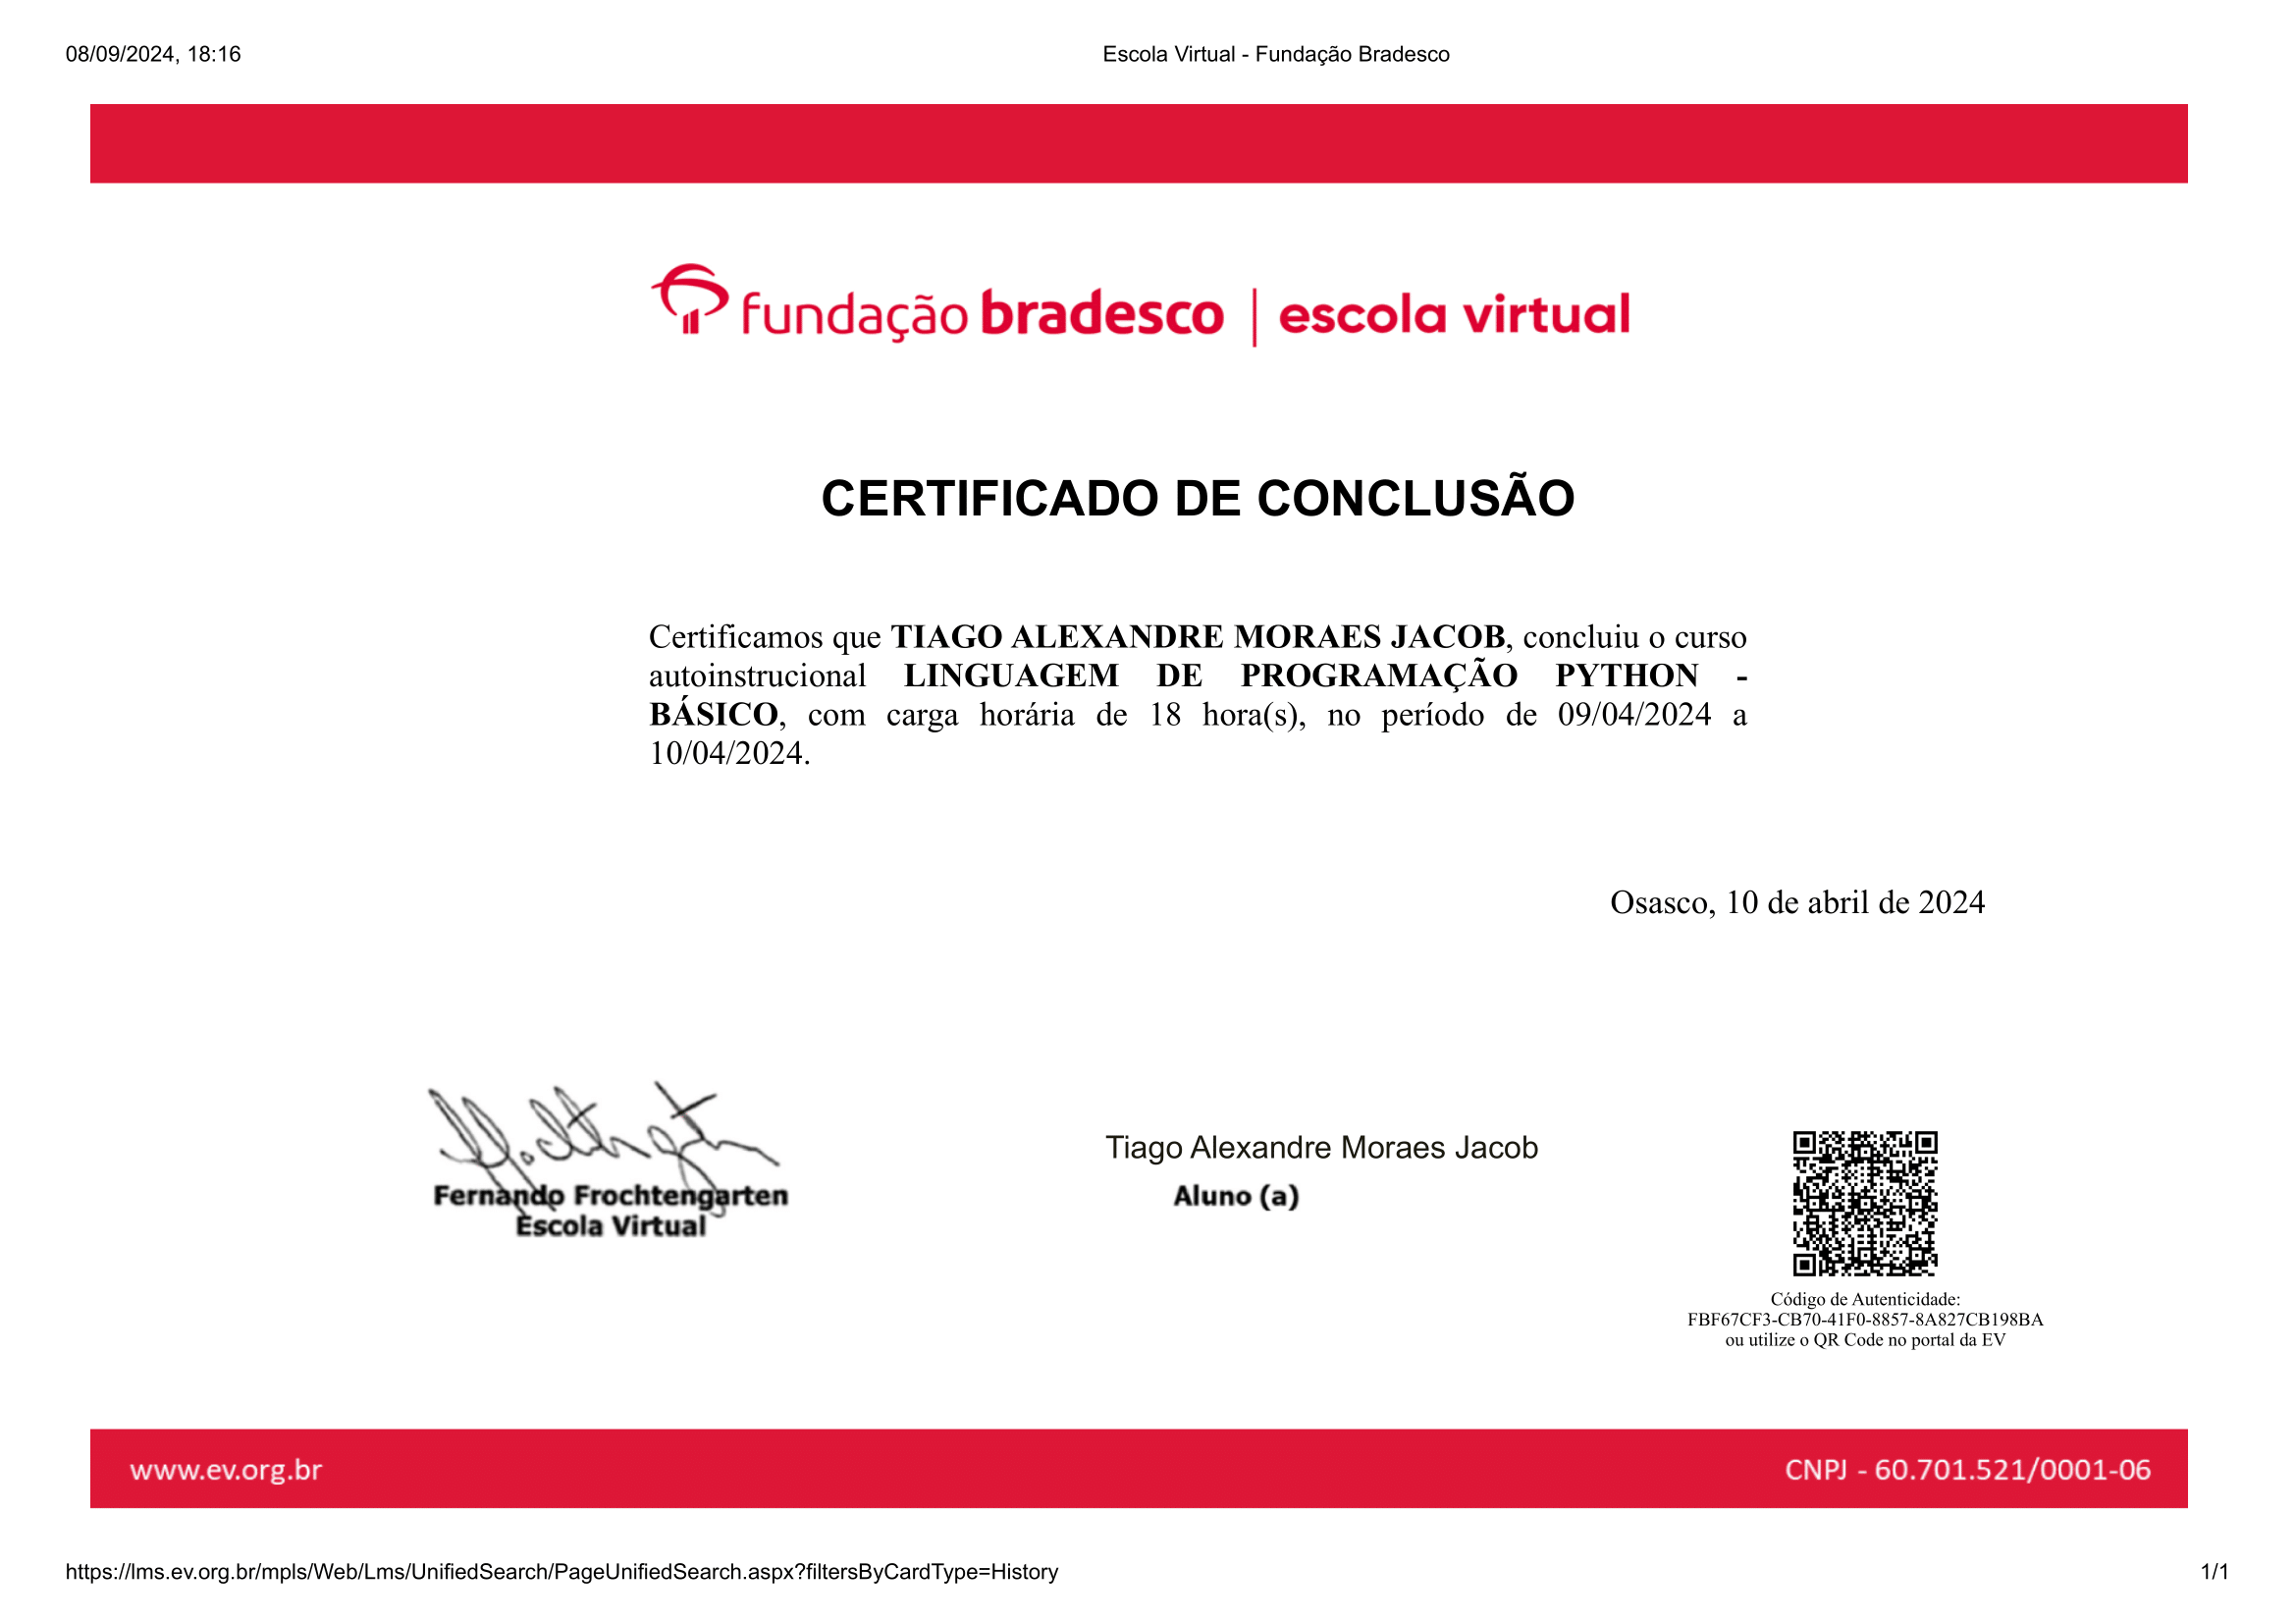 08/09/2024, 18:16
Escola Virtual - Fundação Bradesco
fundação bradesco | escola virtual
CERTIFICADO DE CONCLUSÃO
Certificamos que TIAGO ALEXANDRE MORAES JACOB, concluiu o curso
autoinstrucional LINGUAGEM DE PROGRAMAÇÃO PYTHON -
BÁSICO, com carga horária de 18 hora(s), no período de 09/04/2024 a
10/04/2024.
Osasco, 10 de abril de 2024
Fernando Frochtengarten
Escola Virtual
Tiago Alexandre Moraes Jacob
Aluno (a)
Código de Autenticidade:
FBF67CF3-CB70-41F0-8857-8A827CB198BA
ou utilize o QR Code no portal da EV
www.ev.org.br
CNPJ - 60.701.521/0001-06
https://lms.ev.org.br/mpls/Web/Lms/UnifiedSearch/PageUnifiedSearch.aspx?filtersByCardType=History
1/1